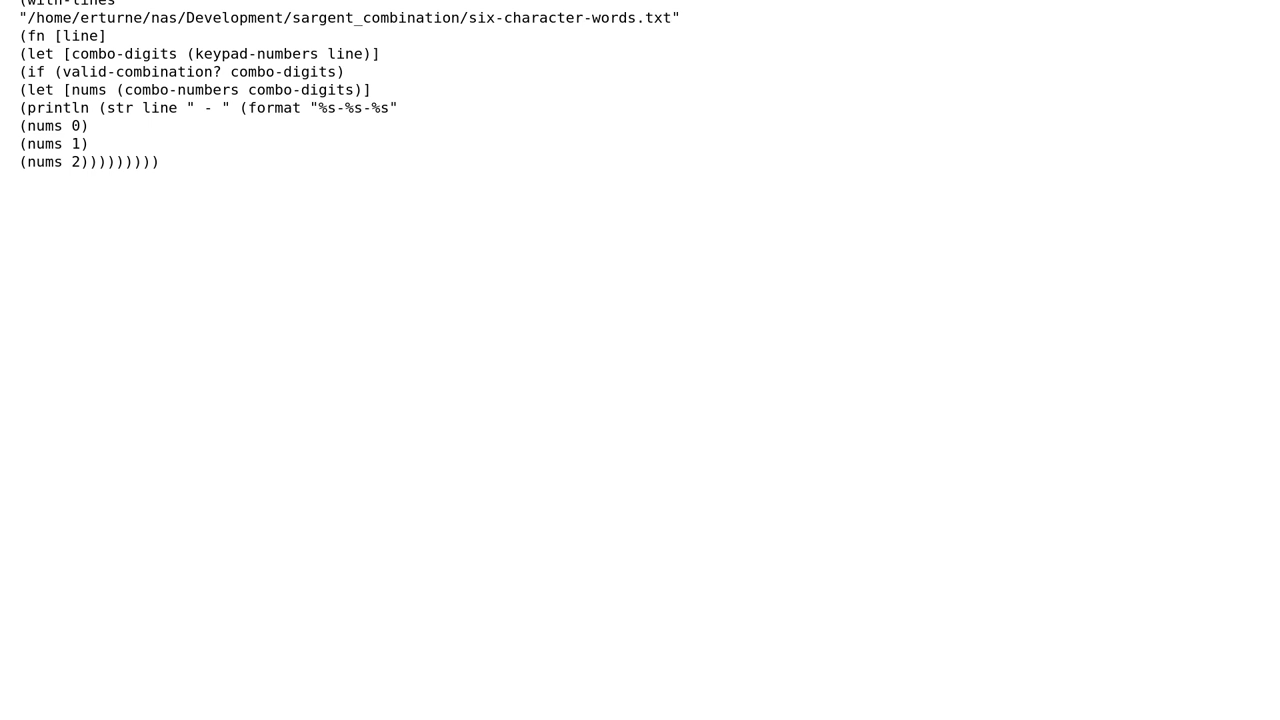 (with-lines
"/home/erturne/nas/Development/sargent_combination/six-character-words.txt"
(fn [line]
(let [combo-digits (keypad-numbers line)]
(if (valid-combination? combo-digits)
(let [nums (combo-numbers combo-digits)]
(println (str line " - " (format "%s-%s-%s"
(nums 0)
(nums 1)
(nums 2)))))))))